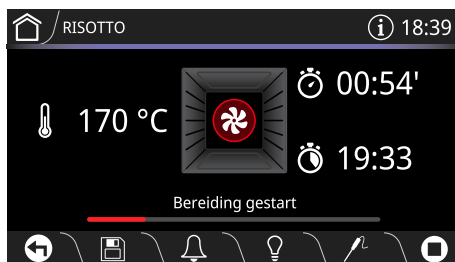 RISOTTO
18:39
00:54'
170 °C
19:33
Bereiding gestart